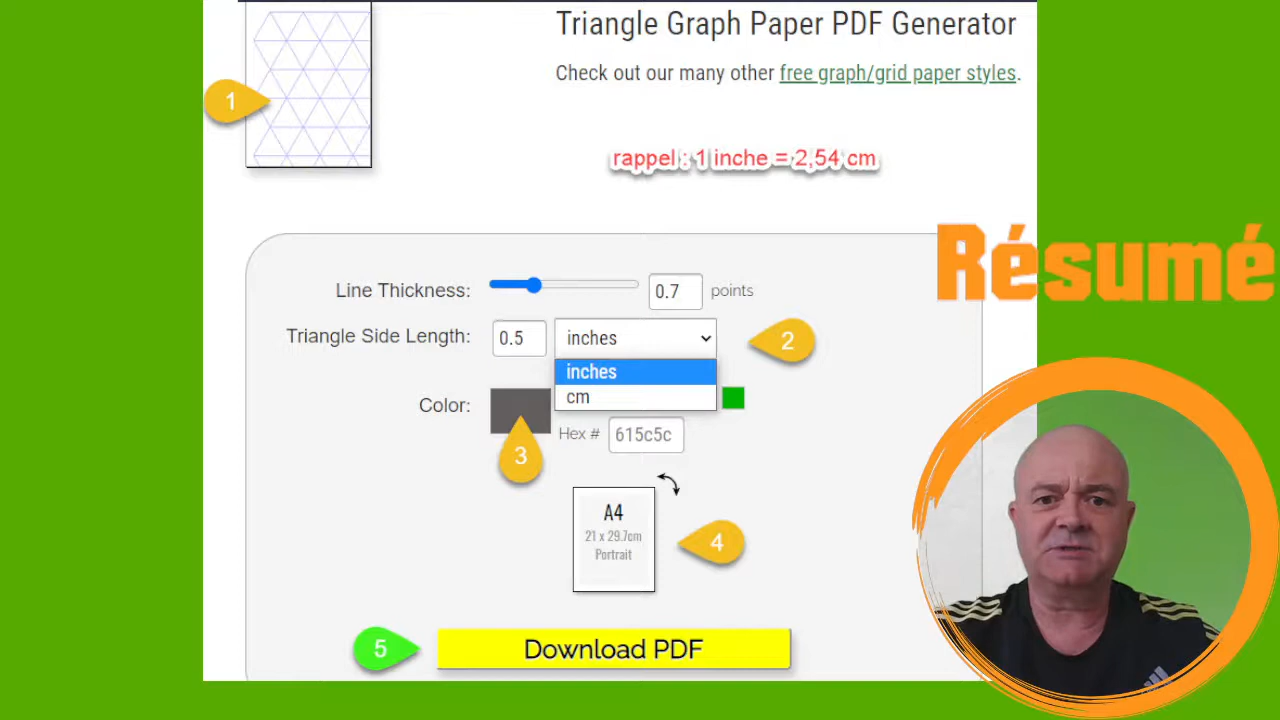 Triangle Graph Paper PDF Generator
Check out our many other free graph/grid paper styles.
1
rappel : 1 inche = 2,54 cm
Résumé
Line Thickness: 0.7 points
Triangle Side Length: 0.5 inches
2
inches
cm
Color:
Hex # 615c5c
3
A4
21 x 29.7cm
Portrait
4
5
Download PDF